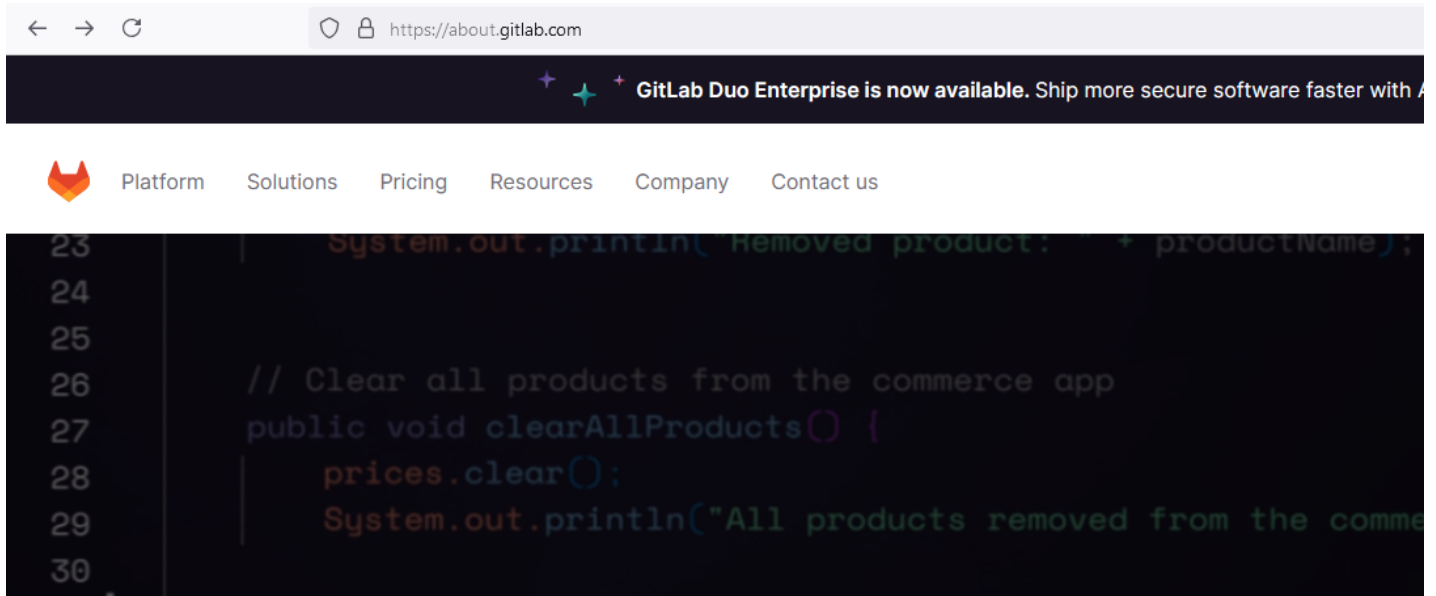 https://about.gitlab.com
GitLab Duo Enterprise is now available. Ship more secure software faster with
Platform Solutions Pricing Resources Company Contact us
23 System.out.println("Removed product: " + productName);
24
25
26 // Clear all products from the commerce app
27 public void clearAllProducts() {
28 prices.clear();
29 System.out.println("All products removed from the
30